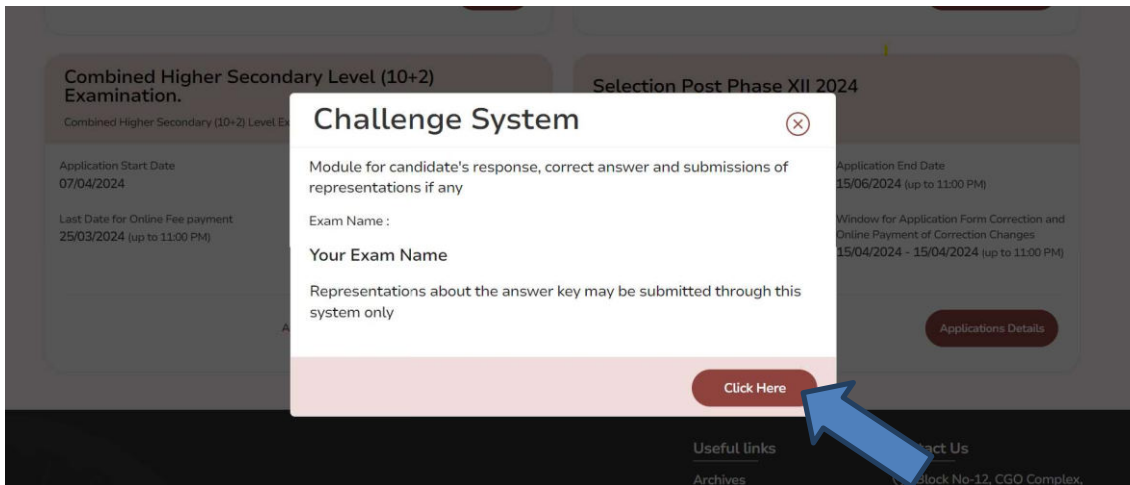 Combined Higher Secondary Level (10+2)
Examination.
Combined Higher Secondary (10+2) Level Ex
Application Start Date
07/04/2024
Last Date for Online Fee payment
25/03/2024 (up to 11:00 PM)
A
Selection Post Phase XII 2024
Application End Date
15/06/2024 (up to 11:00 PM)
Window for Application Form Correction and
Online Payment of Correction Changes
15/04/2024 - 15/04/2024 (up to 11:00 PM)
Applications Details
Challenge System
Module for candidate's response, correct answer and submissions of
representations if any
Exam Name :
Your Exam Name
Representations about the answer key may be submitted through this
system only
Click Here
Useful links
Archives
tact Us
Block No-12, CGO Complex,